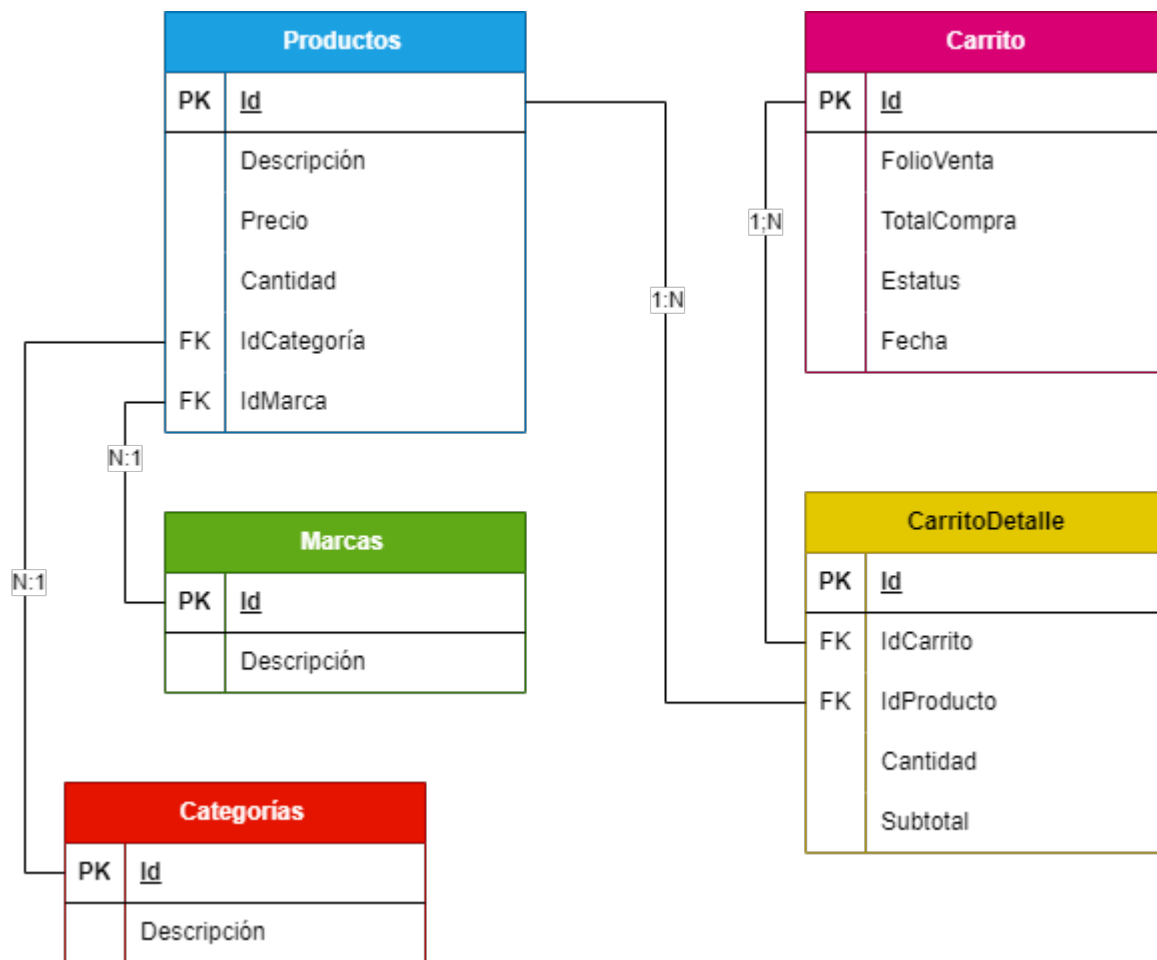 Productos
PK Id
Descripción
Precio
Cantidad
FK IdCategoría
FK IdMarca
Carrito
PK Id
FolioVenta
TotalCompra
Estatus
Fecha
1;N
1:N
N:1
N:1
Marcas
PK Id
Descripción
CarritoDetalle
PK Id
FK IdCarrito
FK IdProducto
Cantidad
Subtotal
Categorías
PK Id
Descripción